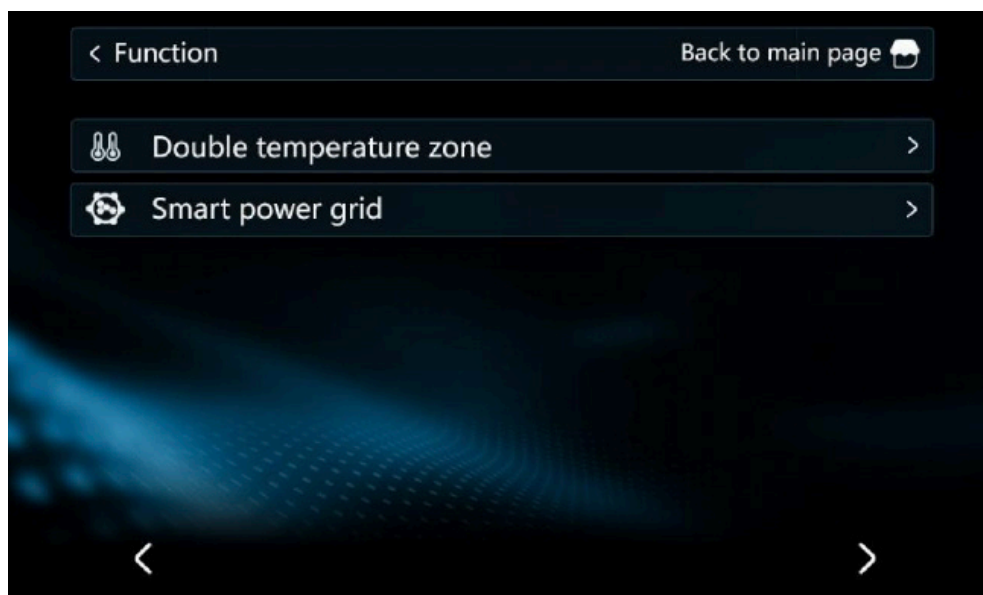 < Function
Back to main page
Double temperature zone >
Smart power grid >
< >